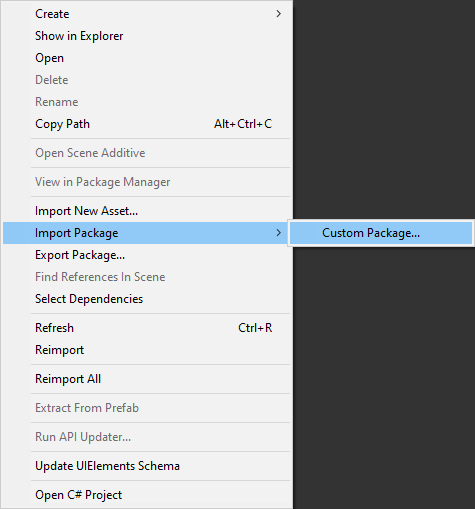 Create
Show in Explorer
Open
Delete
Rename
Copy Path Alt+Ctrl+C
Open Scene Additive
View in Package Manager
Import New Asset...
Import Package Custom Package...
Export Package...
Find References In Scene
Select Dependencies
Refresh Ctrl+R
Reimport
Reimport All
Extract From Prefab
Run API Updater...
Update UIElements Schema
Open C# Project